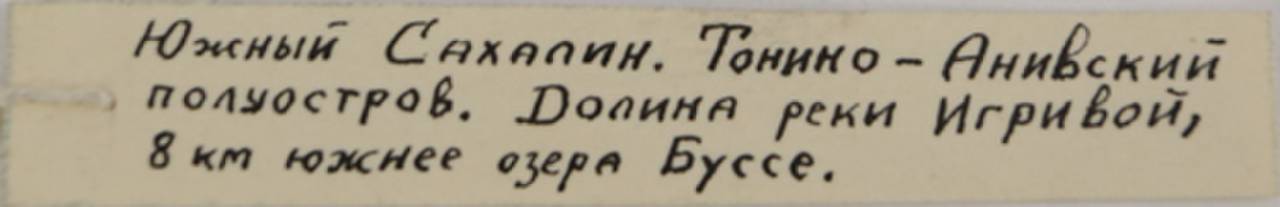 Южный Сахалин. Тонино - Анивский
полуостров. Долина реки Игривой,
8 км южнее озера Буссе.